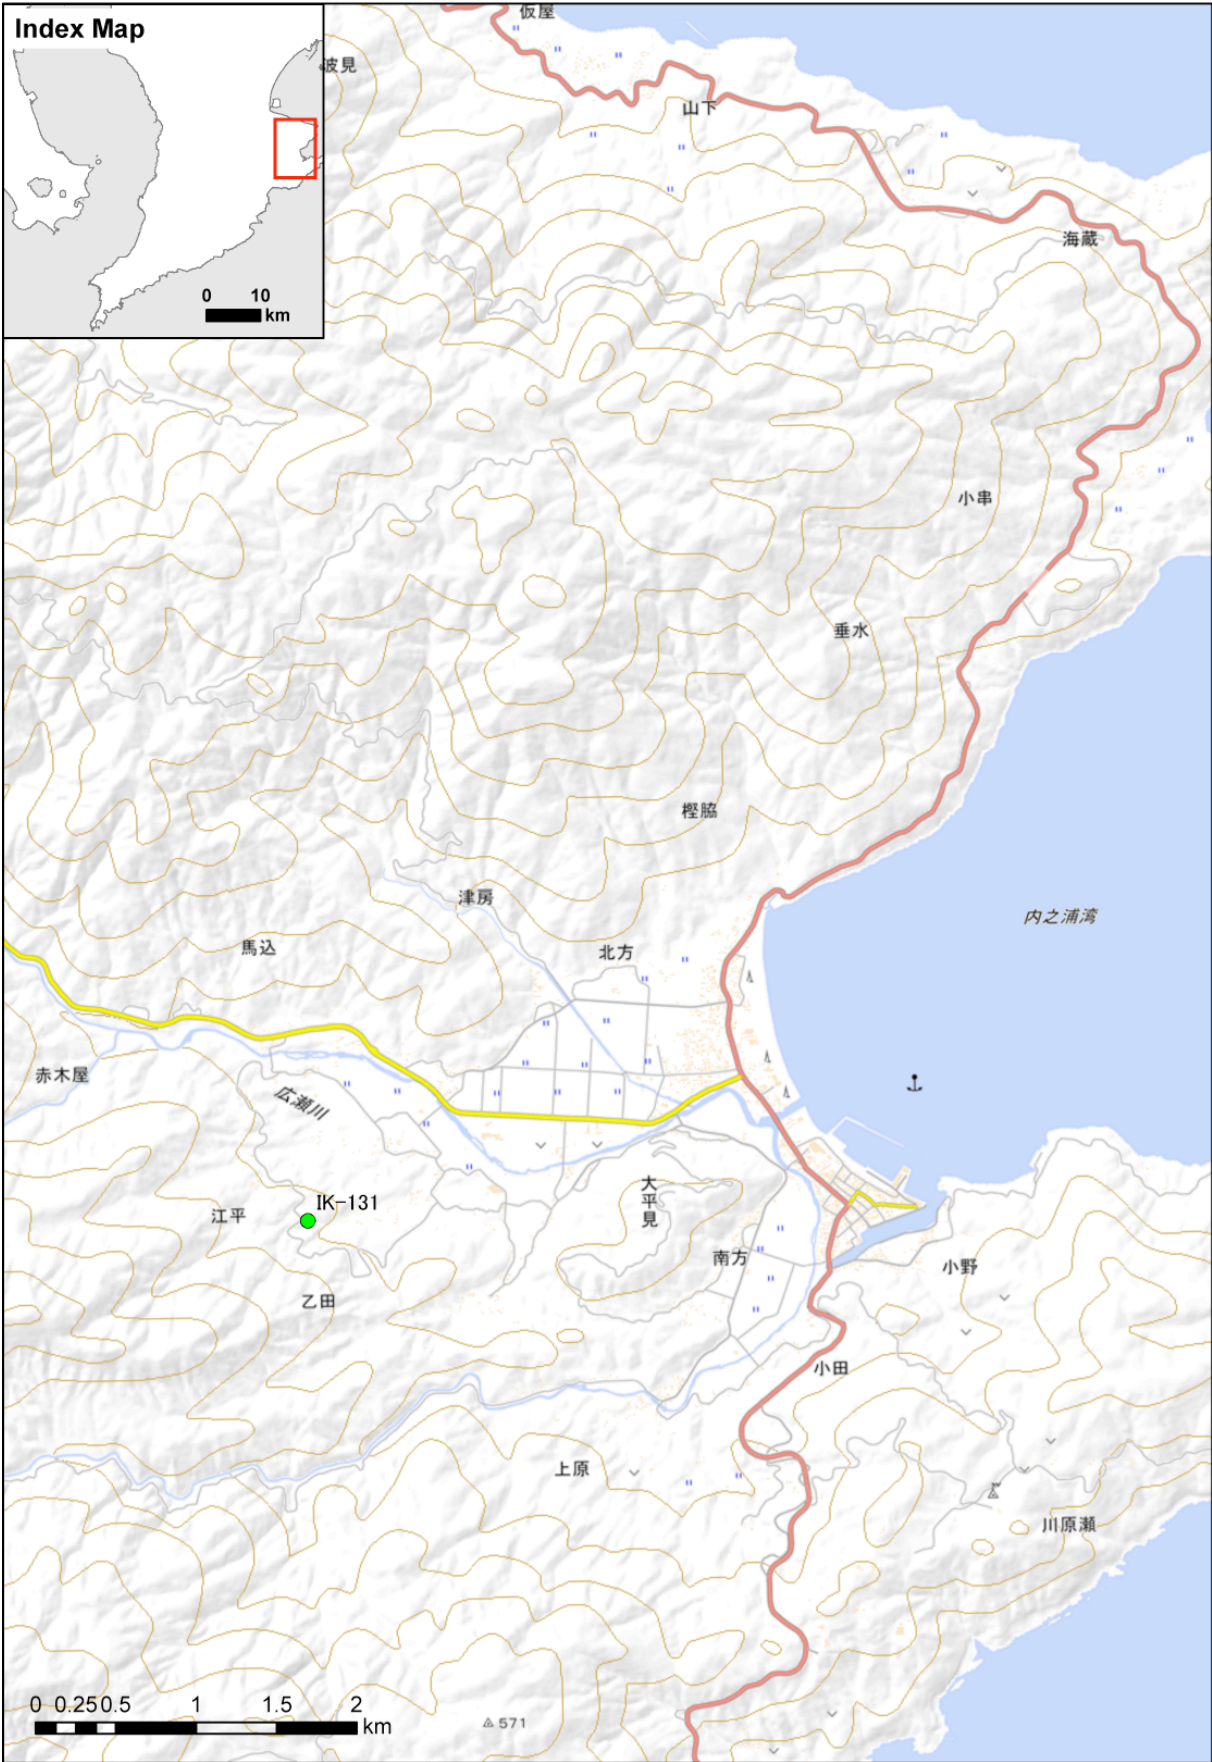 Index Map
0 10
km
仮屋
波見
山下
海蔵
小串
垂水
樫脇
津房
内之浦湾
馬込
北方
赤木屋
広瀬川
IK-131
大平見
江平
南方
小野
乙田
小田
上原
川原瀬
0 0.25 0.5 1 1.5 2
km
571